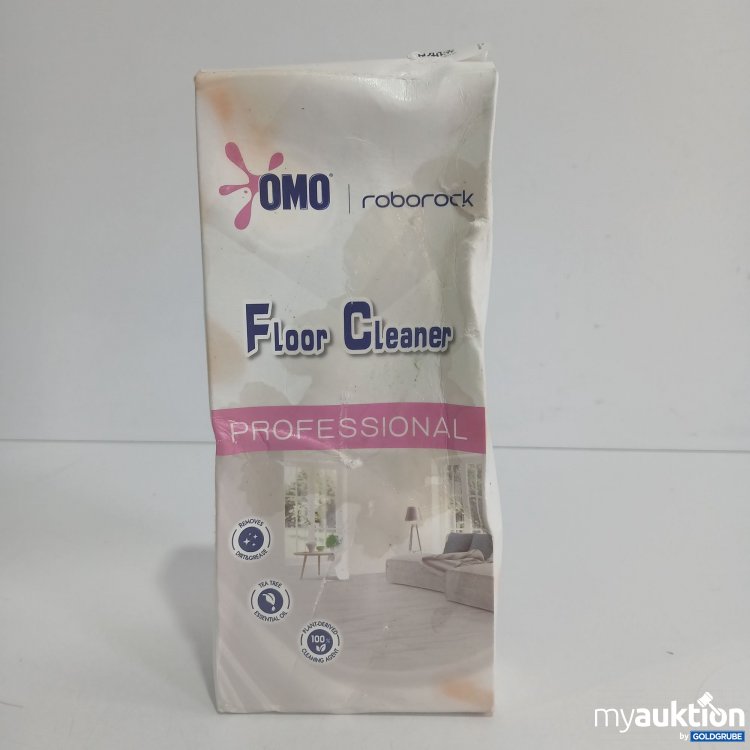 OMO | roborock
Floor Cleaner
PROFESSIONAL
REMOVES
DIRT&GREASE
TEA TREE
ESSENTIAL OIL
PLANT-DERIVED
100%
CLEANING AGENT
myauktion
by GOLDGRUBE